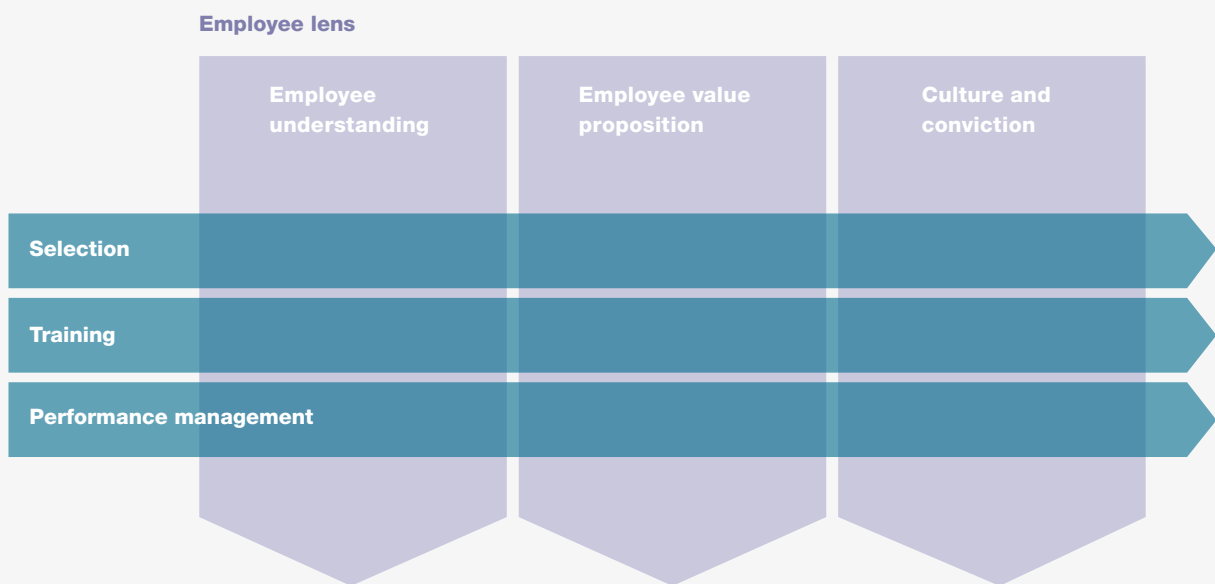 Employee lens
Employee
understanding
Employee value
proposition
Culture and
conviction
Selection
Training
Performance management